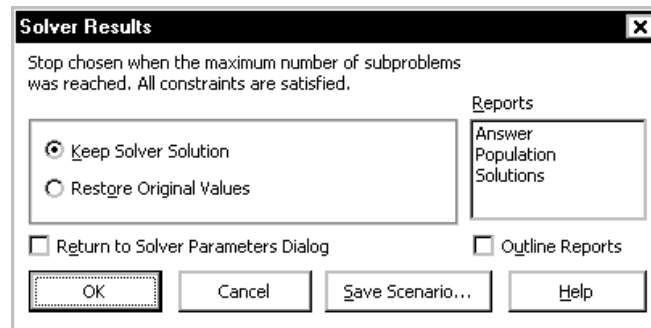 Solver Results
Stop chosen when the maximum number of subproblems
was reached. All constraints are satisfied.
Reports
Keep Solver Solution
Restore Original Values
Answer
Population
Solutions
Return to Solver Parameters Dialog
Outline Reports
OK
Cancel
Save Scenario...
Help